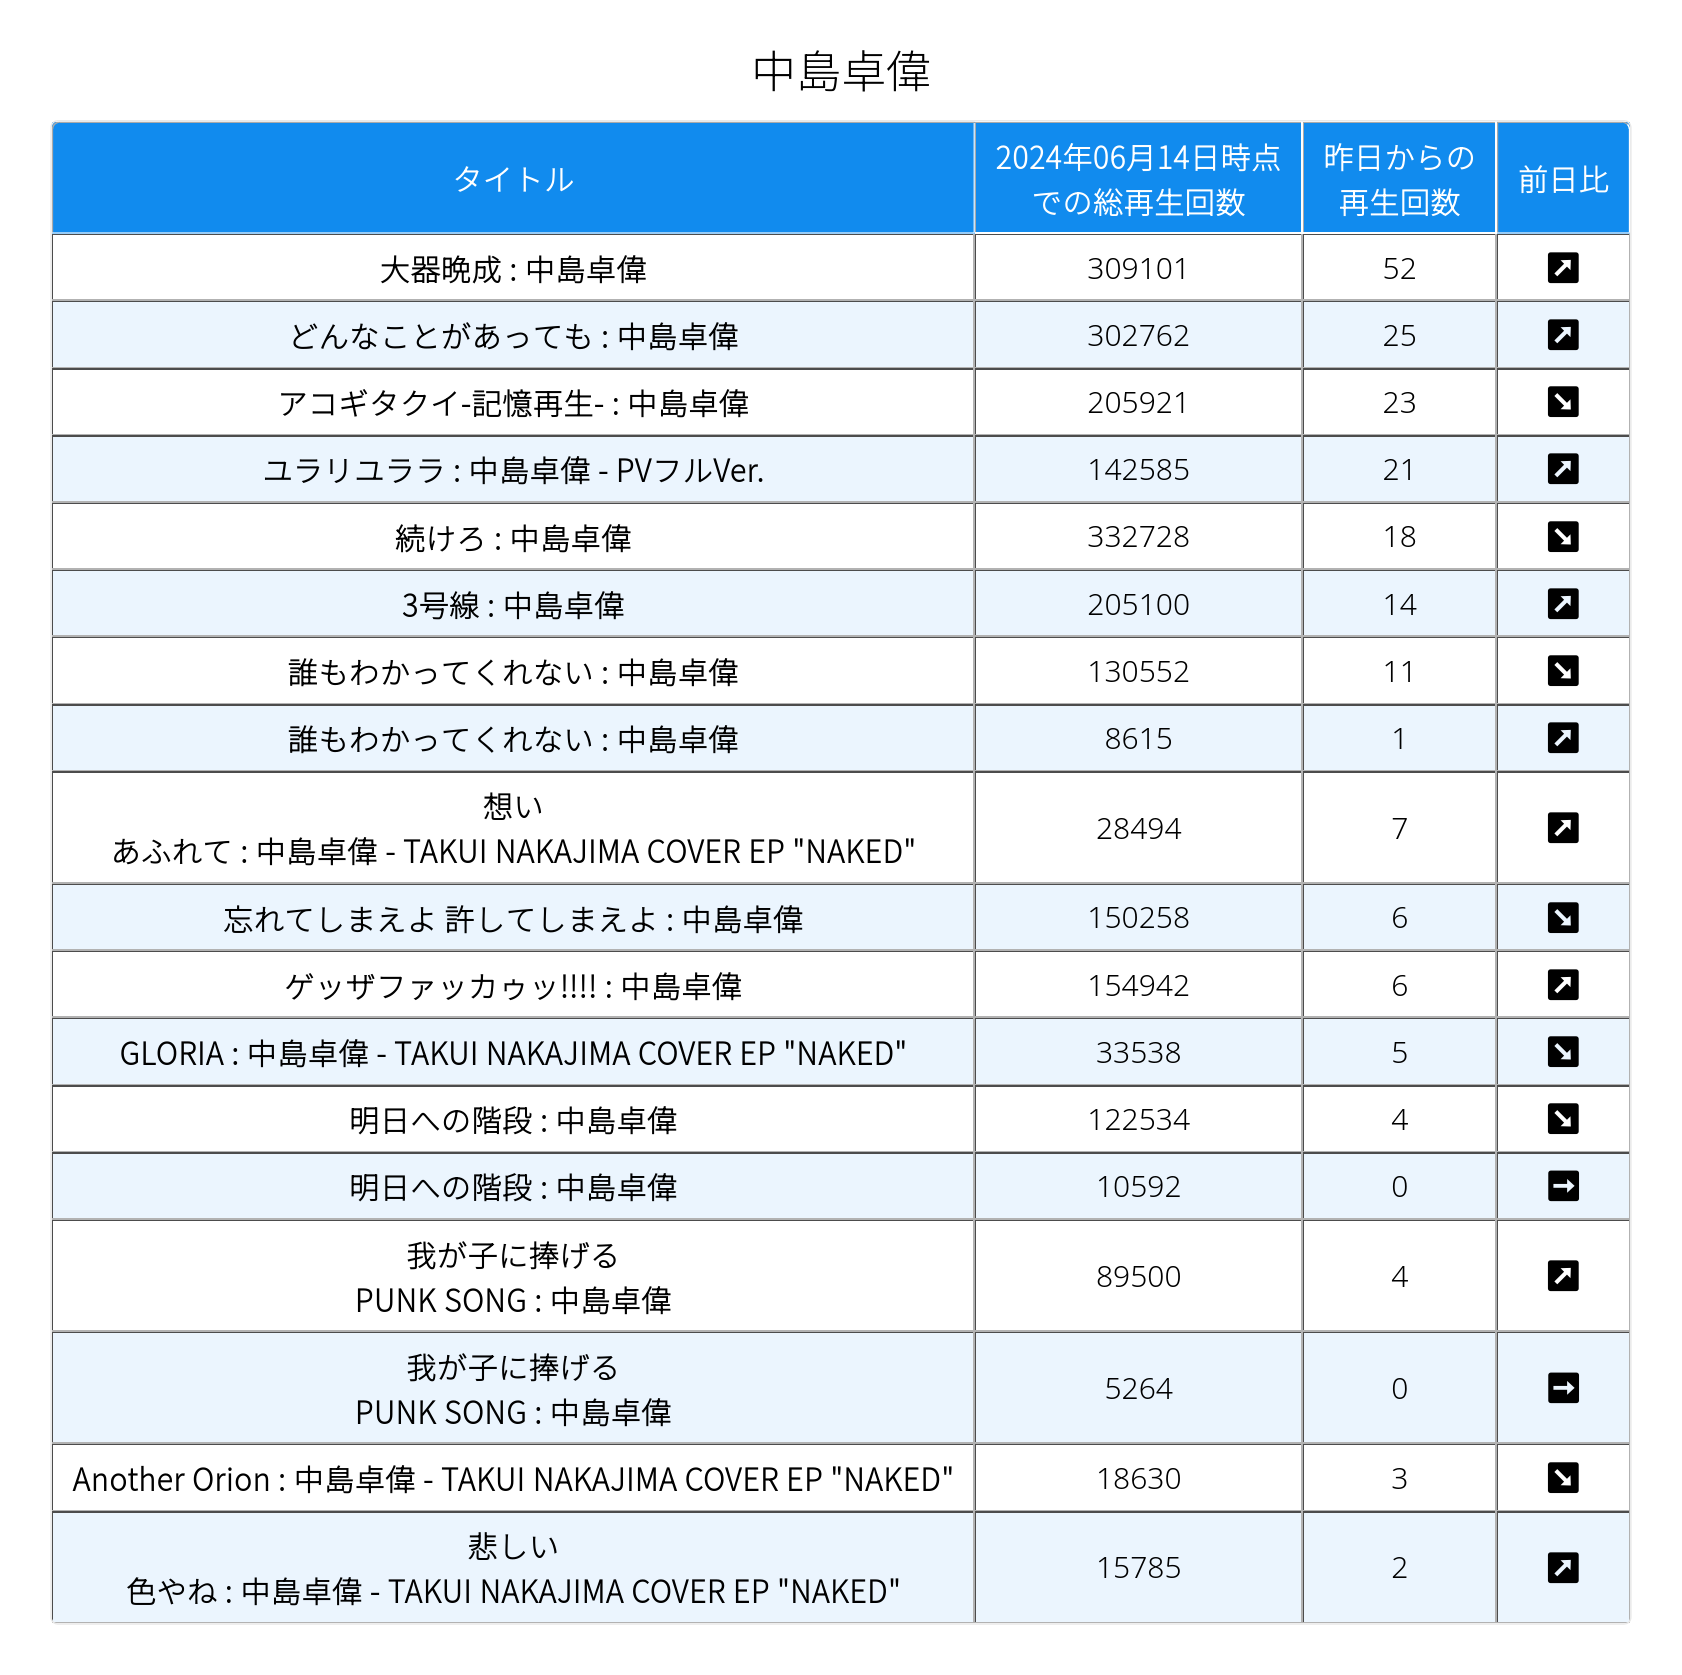 中島卓偉
タイトル
2024年06月14日時点
での総再生回数
昨日からの
再生回数
前日比
大器晩成 : 中島卓偉 309101 52
どんなことがあっても : 中島卓偉 302762 25
アコギタクイ-記憶再生- : 中島卓偉 205921 23
ユラリユララ : 中島卓偉 - PVフルVer. 142585 21
続けろ : 中島卓偉 332728 18
3号線 : 中島卓偉 205100 14
誰もわかってくれない : 中島卓偉 130552 11
誰もわかってくれない : 中島卓偉 8615 1
想い
あふれて : 中島卓偉 - TAKUI NAKAJIMA COVER EP "NAKED" 28494 7
忘れてしまえよ 許してしまえよ : 中島卓偉 150258 6
ゲッザファッカゥッ!!!! : 中島卓偉 154942 6
GLORIA : 中島卓偉 - TAKUI NAKAJIMA COVER EP "NAKED" 33538 5
明日への階段 : 中島卓偉 122534 4
明日への階段 : 中島卓偉 10592 0
我が子に捧げる
PUNK SONG : 中島卓偉 89500 4
我が子に捧げる
PUNK SONG : 中島卓偉 5264 0
Another Orion : 中島卓偉 - TAKUI NAKAJIMA COVER EP "NAKED" 18630 3
悲しい
色やね : 中島卓偉 - TAKUI NAKAJIMA COVER EP "NAKED" 15785 2